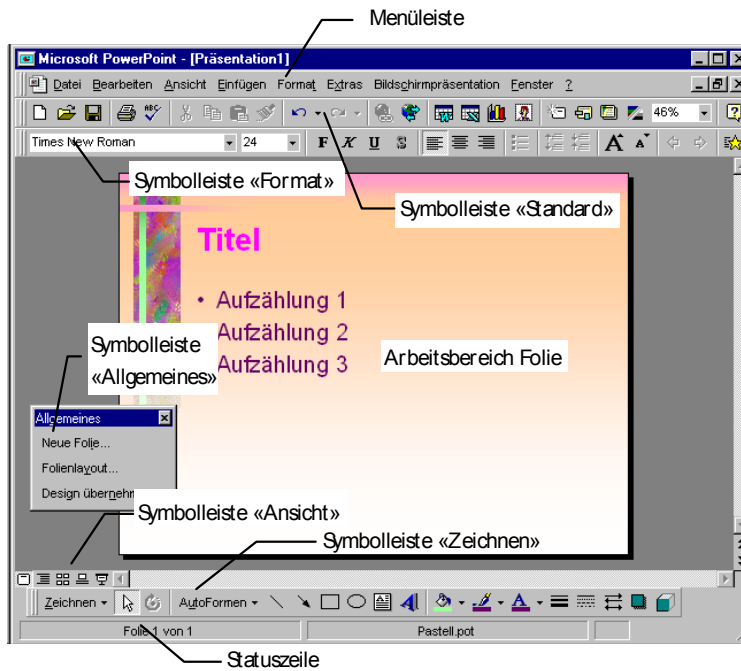 Menüleiste
Microsoft PowerPoint - [Präsentation1]
Datei Bearbeiten Ansicht Einfügen Format Extras Bildschirmpräsentation Fenster ?
ABC 46%
Times New Roman 24 F K U S A A
Symbolleiste «Format»
Symbolleiste «Standard»
Titel
• Aufzählung 1
Aufzählung 2
Aufzählung 3
Symbolleiste
«Allgemeines»
Arbeitsbereich Folie
Allgemeines
Neue Folie...
Folienlayout...
Design übernehm
Symbolleiste «Ansicht»
Symbolleiste «Zeichnen»
Zeichnen AutoFormen A A
Folie 1 von 1 Pastell.pot
Statuszeile